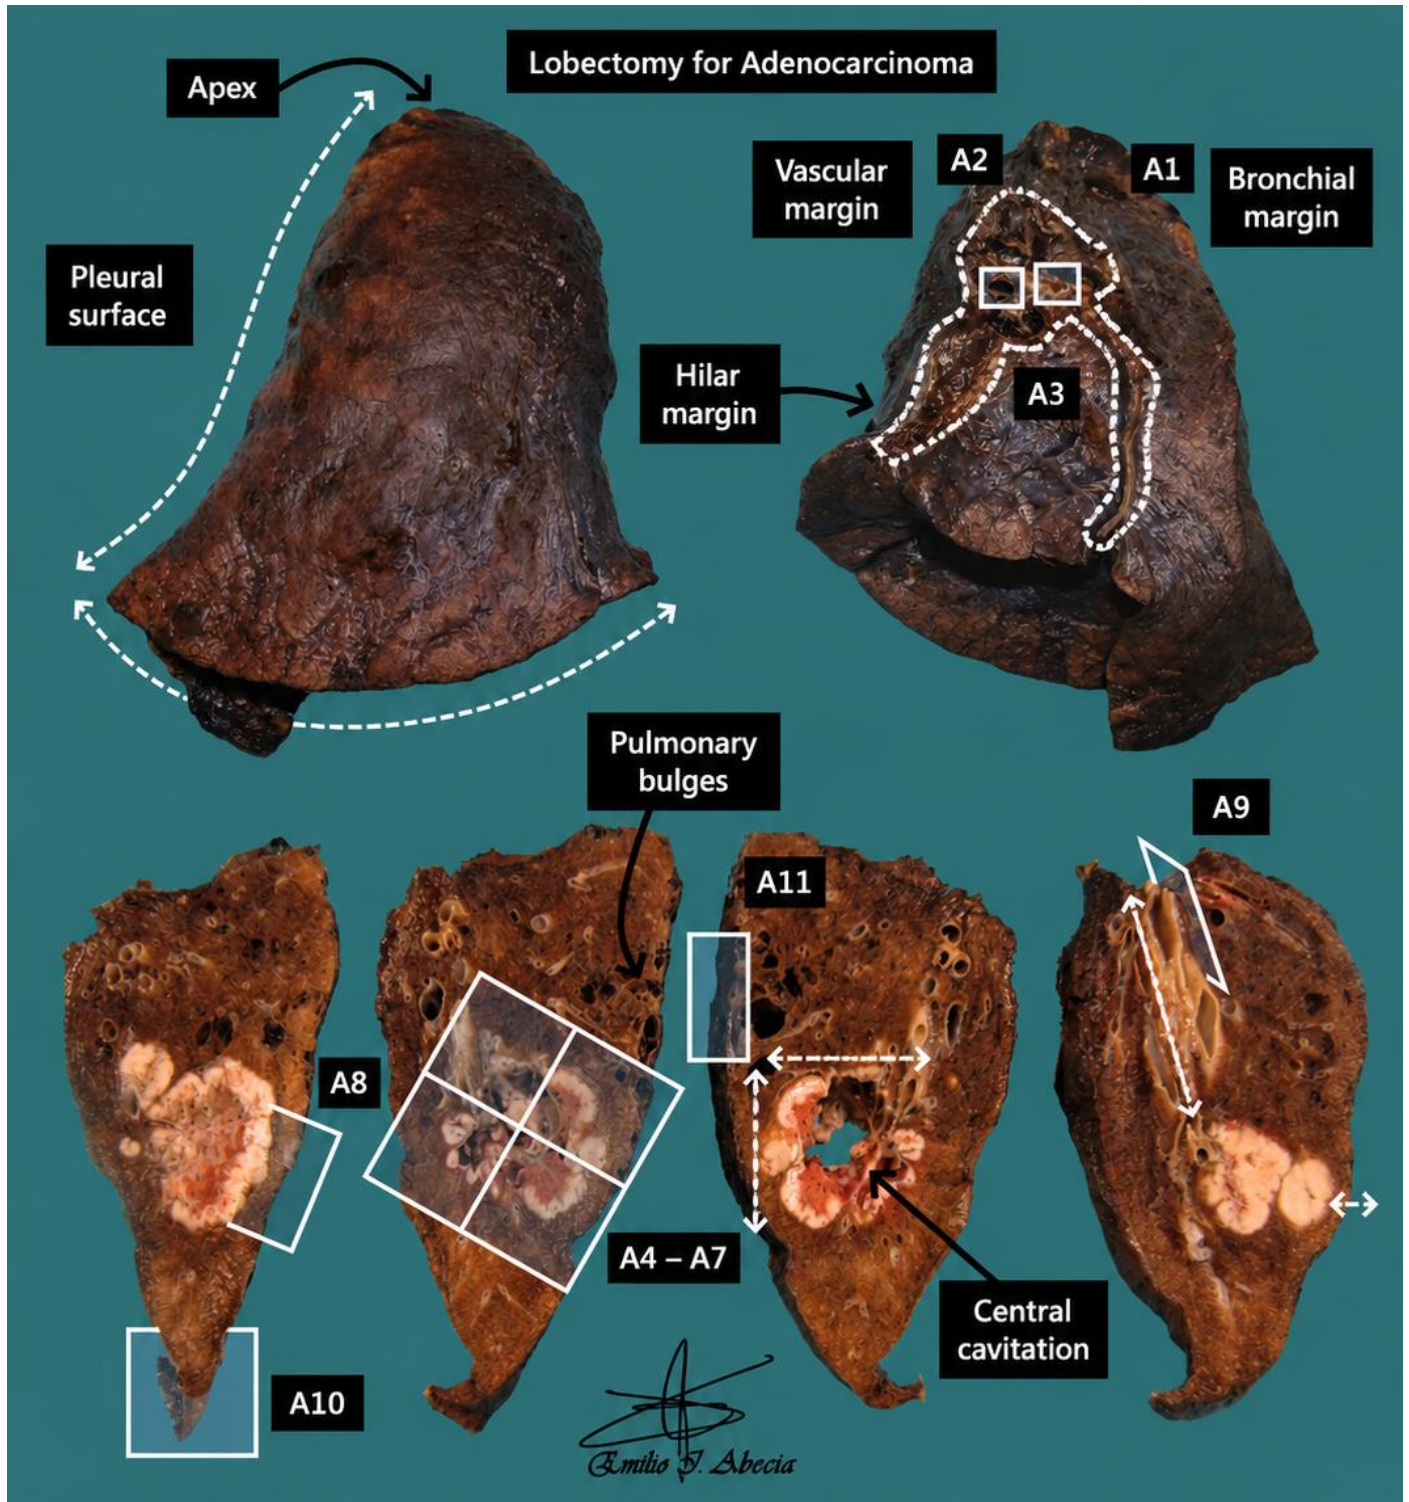 Lobectomy for Adenocarcinoma
Apex
Pleural
surface
Vascular
margin
A2
A1
Bronchial
margin
Hilar
margin
A3
Pulmonary
bulges
A9
A11
A8
A4 – A7
Central
cavitation
A10
Emilio J. Abecia